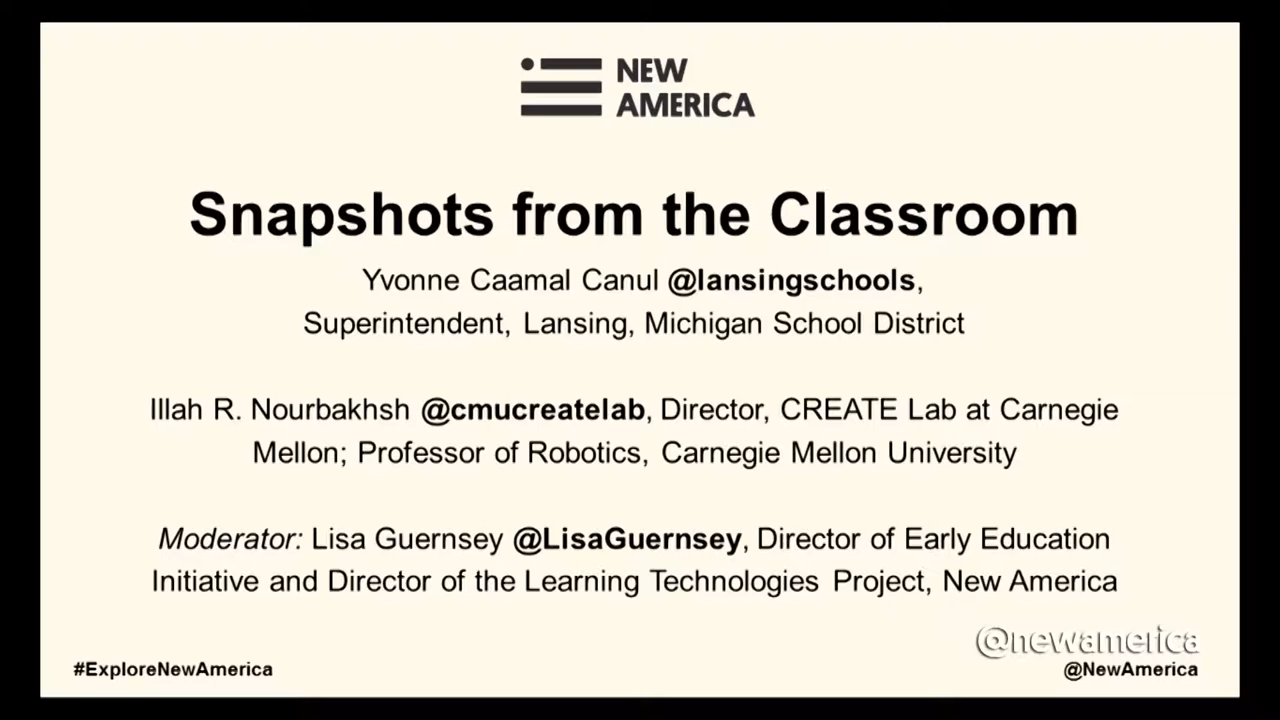 NEW
AMERICA
Snapshots from the Classroom
Yvonne Caamal Canul @lansingschools,
Superintendent, Lansing, Michigan School District
Illah R. Nourbakhsh @cmucreatelab, Director, CREATE Lab at Carnegie
Mellon; Professor of Robotics, Carnegie Mellon University
Moderator: Lisa Guernsey @LisaGuernsey, Director of Early Education
Initiative and Director of the Learning Technologies Project, New America
@newamerica
#ExploreNewAmerica
@NewAmerica